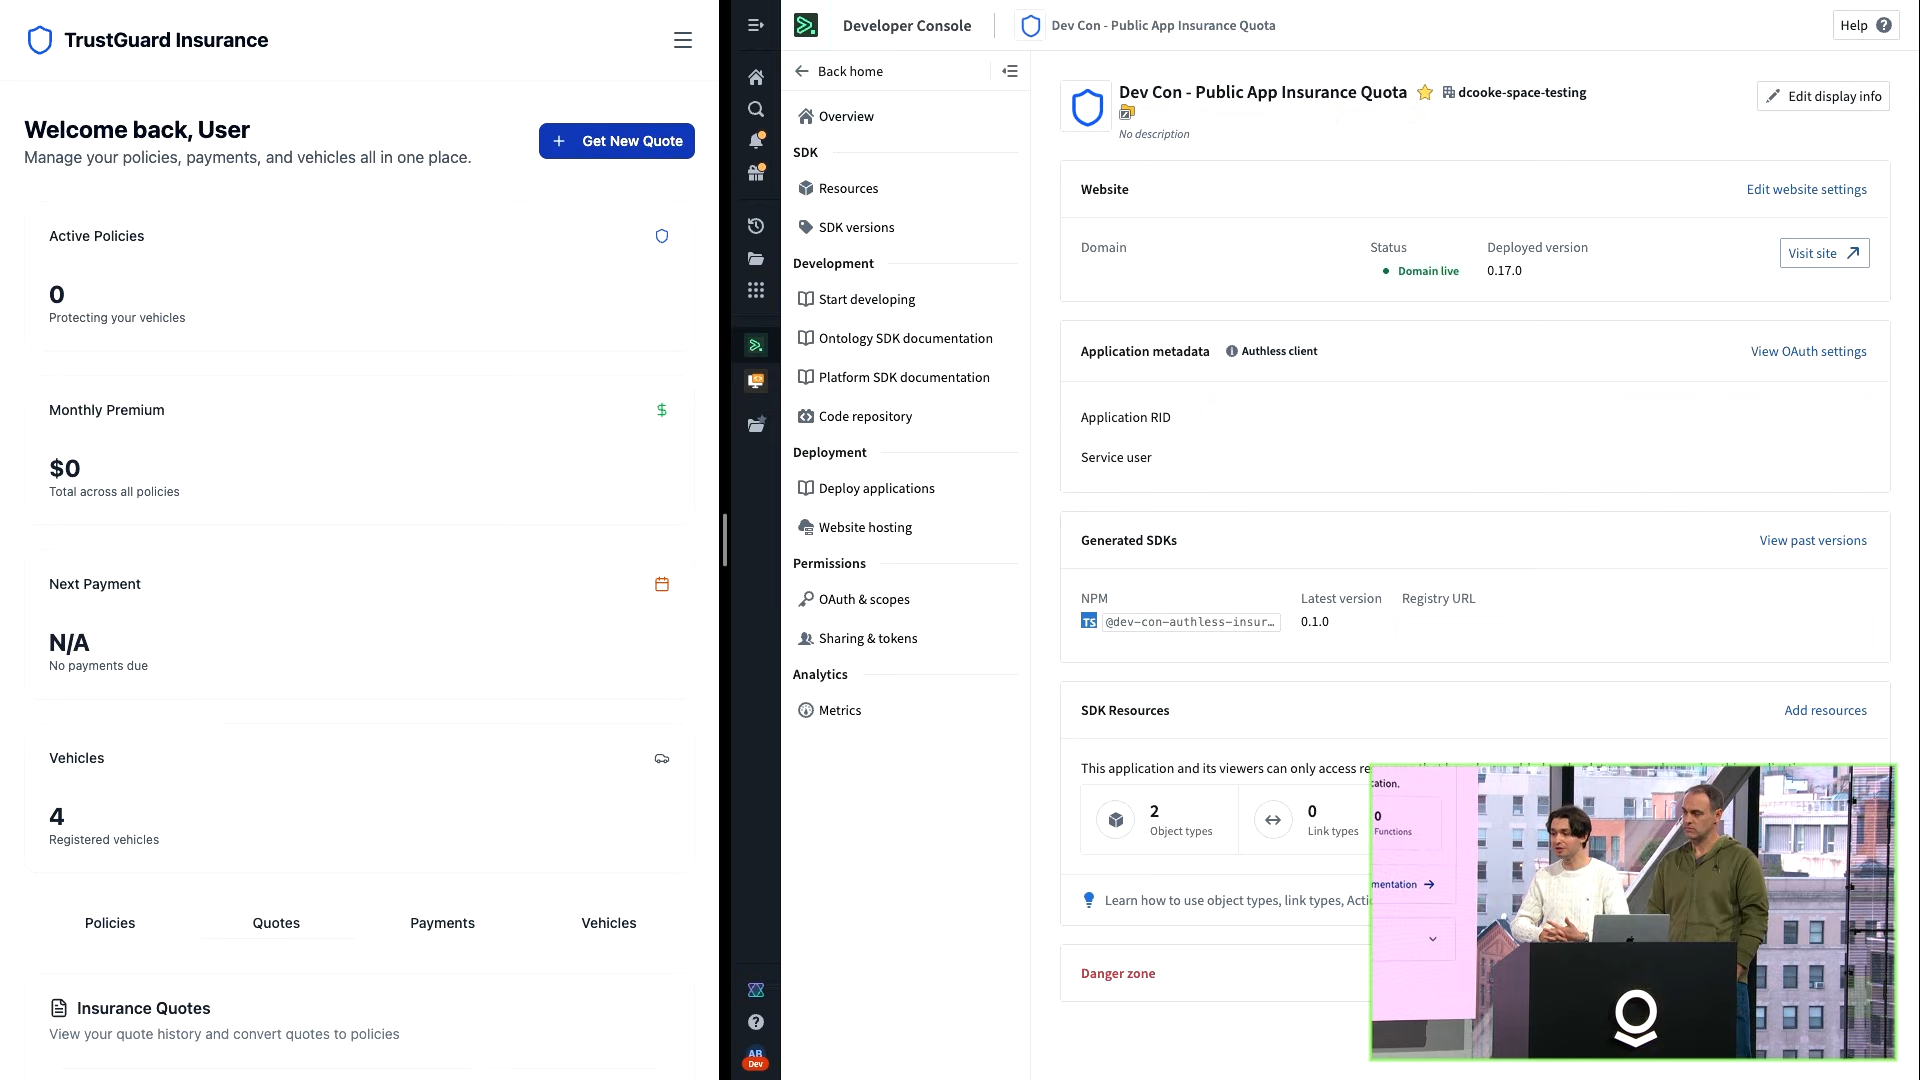 TrustGuard Insurance
Welcome back, User
Manage your policies, payments, and vehicles all in one place.
+ Get New Quote
Active Policies
0
Protecting your vehicles
Monthly Premium
$0
Total across all policies
Next Payment
N/A
No payments due
Vehicles
4
Registered vehicles
Policies
Quotes
Payments
Vehicles
Insurance Quotes
View your quote history and convert quotes to policies
AB
Dev
Developer Console
Dev Con - Public App Insurance Quota
Help
Back home
Overview
SDK
Resources
SDK versions
Development
Start developing
Ontology SDK documentation
Platform SDK documentation
Code repository
Deployment
Deploy applications
Website hosting
Permissions
OAuth & scopes
Sharing & tokens
Analytics
Metrics
Dev Con - Public App Insurance Quota
dcooke-space-testing
No description
Edit display info
Website
Edit website settings
Domain
Status
Deployed version
Domain live
0.17.0
Visit site
Application metadata
Authless client
View OAuth settings
Application RID
Service user
Generated SDKs
View past versions
NPM
Latest version
Registry URL
TS
@dev-con-authless-insur…
0.1.0
SDK Resources
Add resources
This application and its viewers can only access re
2
Object types
0
Link types
Learn how to use object types, link types, Acti
Danger zone
cation.
0
Functions
mentation